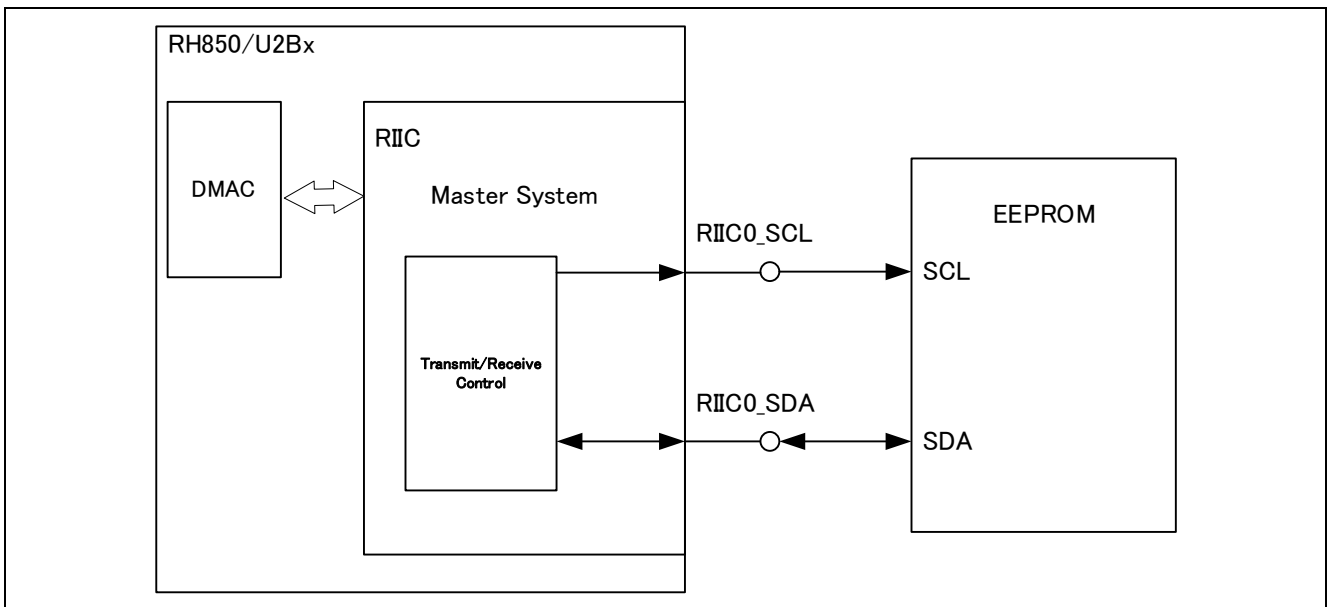 RH850/U2Bx
RIIC
DMAC
Master System
EEPROM
RIIC0_SCL
SCL
Transmit/Receive
Control
RIIC0_SDA
SDA